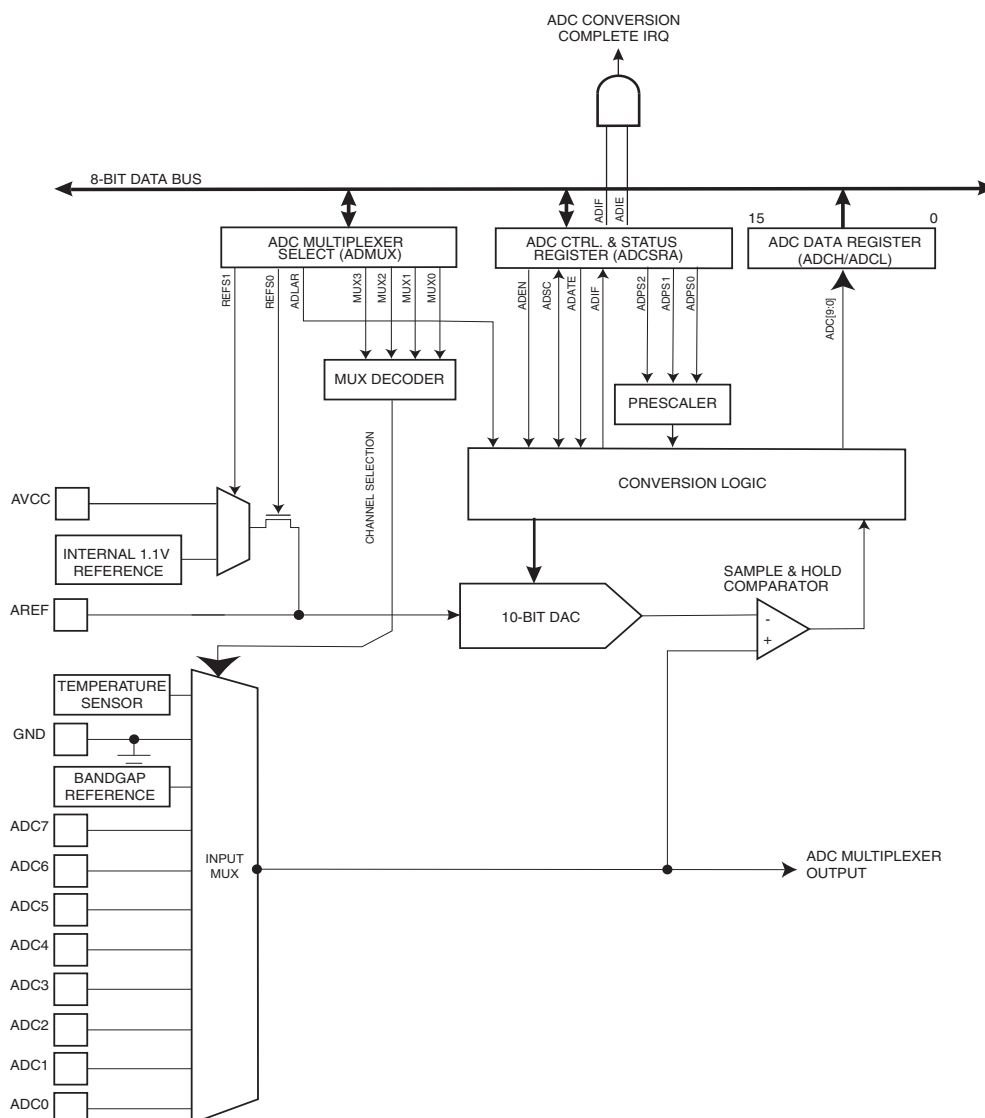 ADC CONVERSION
COMPLETE IRQ
8-BIT DATA BUS
ADIF
ADIE
15
0
ADC MULTIPLEXER
SELECT (ADMUX)
ADC CTRL. & STATUS
REGISTER (ADCSRA)
ADC DATA REGISTER
(ADCH/ADCL)
REFS1
REFS0
ADLAR
MUX3
MUX2
MUX1
MUX0
ADEN
ADSC
ADATE
ADIF
ADPS2
ADPS1
ADPS0
ADC[9:0]
MUX DECODER
PRESCALER
CHANNEL SELECTION
CONVERSION LOGIC
AVCC
INTERNAL 1.1V
REFERENCE
SAMPLE & HOLD
COMPARATOR
AREF
10-BIT DAC
-
+
TEMPERATURE
SENSOR
GND
BANDGAP
REFERENCE
ADC7
ADC6
ADC5
ADC4
ADC3
ADC2
ADC1
ADC0
INPUT
MUX
ADC MULTIPLEXER
OUTPUT